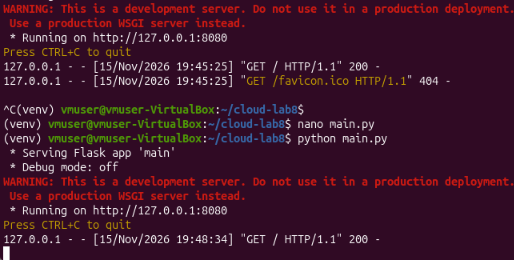 WARNING: This is a development server. Do not use it in a production deployment.
 Use a production WSGI server instead.
 * Running on http://127.0.0.1:8080
Press CTRL+C to quit
127.0.0.1 - - [15/Nov/2026 19:45:25] "GET / HTTP/1.1" 200 -
127.0.0.1 - - [15/Nov/2026 19:45:25] "GET /favicon.ico HTTP/1.1" 404 -
^C(venv) vmuser@vmuser-VirtualBox:~/cloud-lab8$
(venv) vmuser@vmuser-VirtualBox:~/cloud-lab8$ nano main.py
(venv) vmuser@vmuser-VirtualBox:~/cloud-lab8$ python main.py
 * Serving Flask app 'main'
 * Debug mode: off
WARNING: This is a development server. Do not use it in a production deployment.
 Use a production WSGI server instead.
 * Running on http://127.0.0.1:8080
Press CTRL+C to quit
127.0.0.1 - - [15/Nov/2026 19:48:34] "GET / HTTP/1.1" 200 -